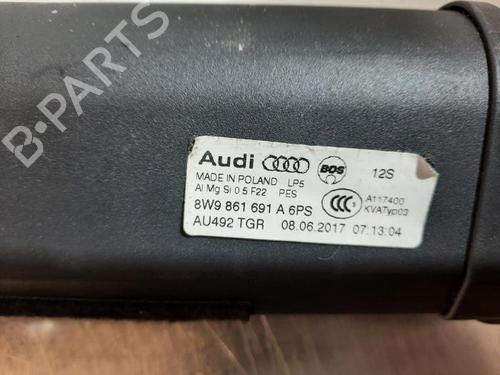 B-PARTS
Audi BOS 12S
MADE IN POLAND LP5
Al Mg Si 0 5 F22 PES
8W9 861 691 A 6PS
AU492 TGR 08.06.2017 07:13:04
CCC S A117400
KVATyp03